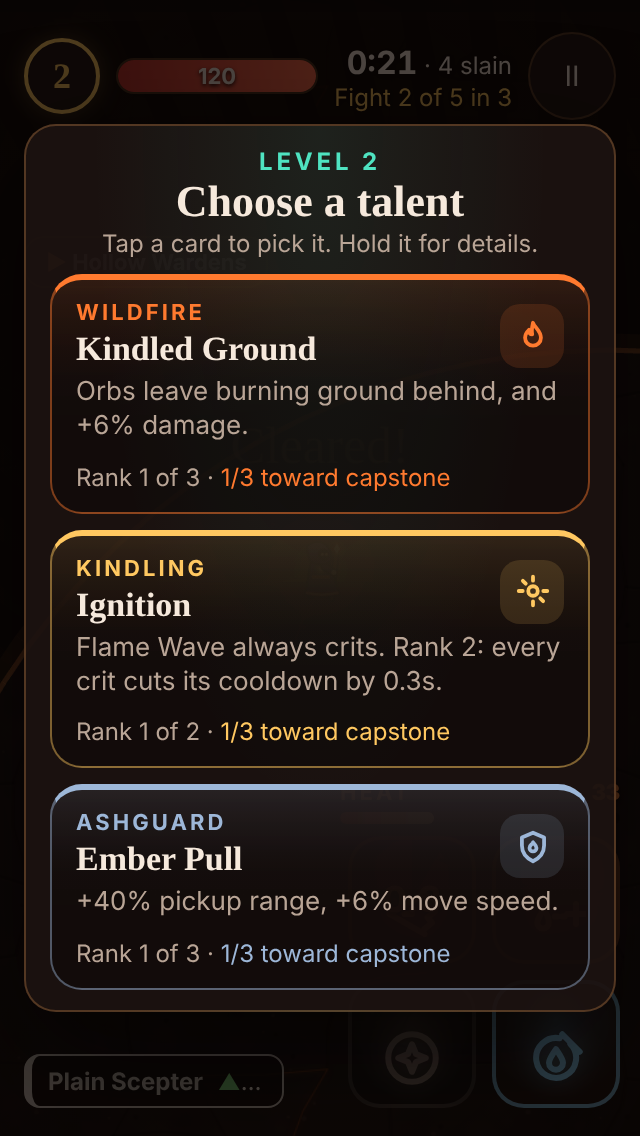 2
120
0:21 · 4 slain
Fight 2 of 5 in 3
LEVEL 2
Choose a talent
Tap a card to pick it. Hold it for details.
Hollow Wardens
WILDFIRE
Kindled Ground
Orbs leave burning ground behind, and
+6% damage.
Rank 1 of 3 · 1/3 toward capstone
KINDLING
Ignition
Flame Wave always crits. Rank 2: every
crit cuts its cooldown by 0.3s.
Rank 1 of 2 · 1/3 toward capstone
33
ASHGUARD
Ember Pull
+40% pickup range, +6% move speed.
Rank 1 of 3 · 1/3 toward capstone
Plain Scepter ▲...